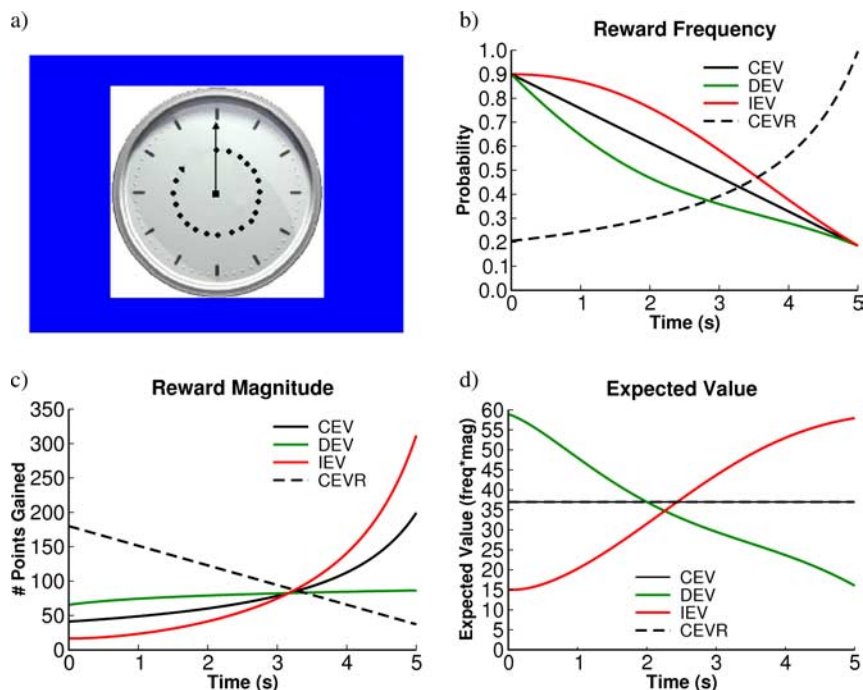 a)
b)
Reward Frequency
1.0
0.9
0.8
0.7
0.6
0.5
0.4
0.3
0.2
0.1
0.0
Probability
CEV
DEV
IEV
CEVR
0 1 2 3 4 5
Time (s)
c)
Reward Magnitude
350
300
250
200
150
100
50
0
# Points Gained
CEV
DEV
IEV
CEVR
0 1 2 3 4 5
Time (s)
d)
Expected Value
60
55
50
45
40
35
30
25
20
15
10
5
0
Expected Value (freq*mag)
CEV
DEV
IEV
CEVR
0 1 2 3 4 5
Time (s)